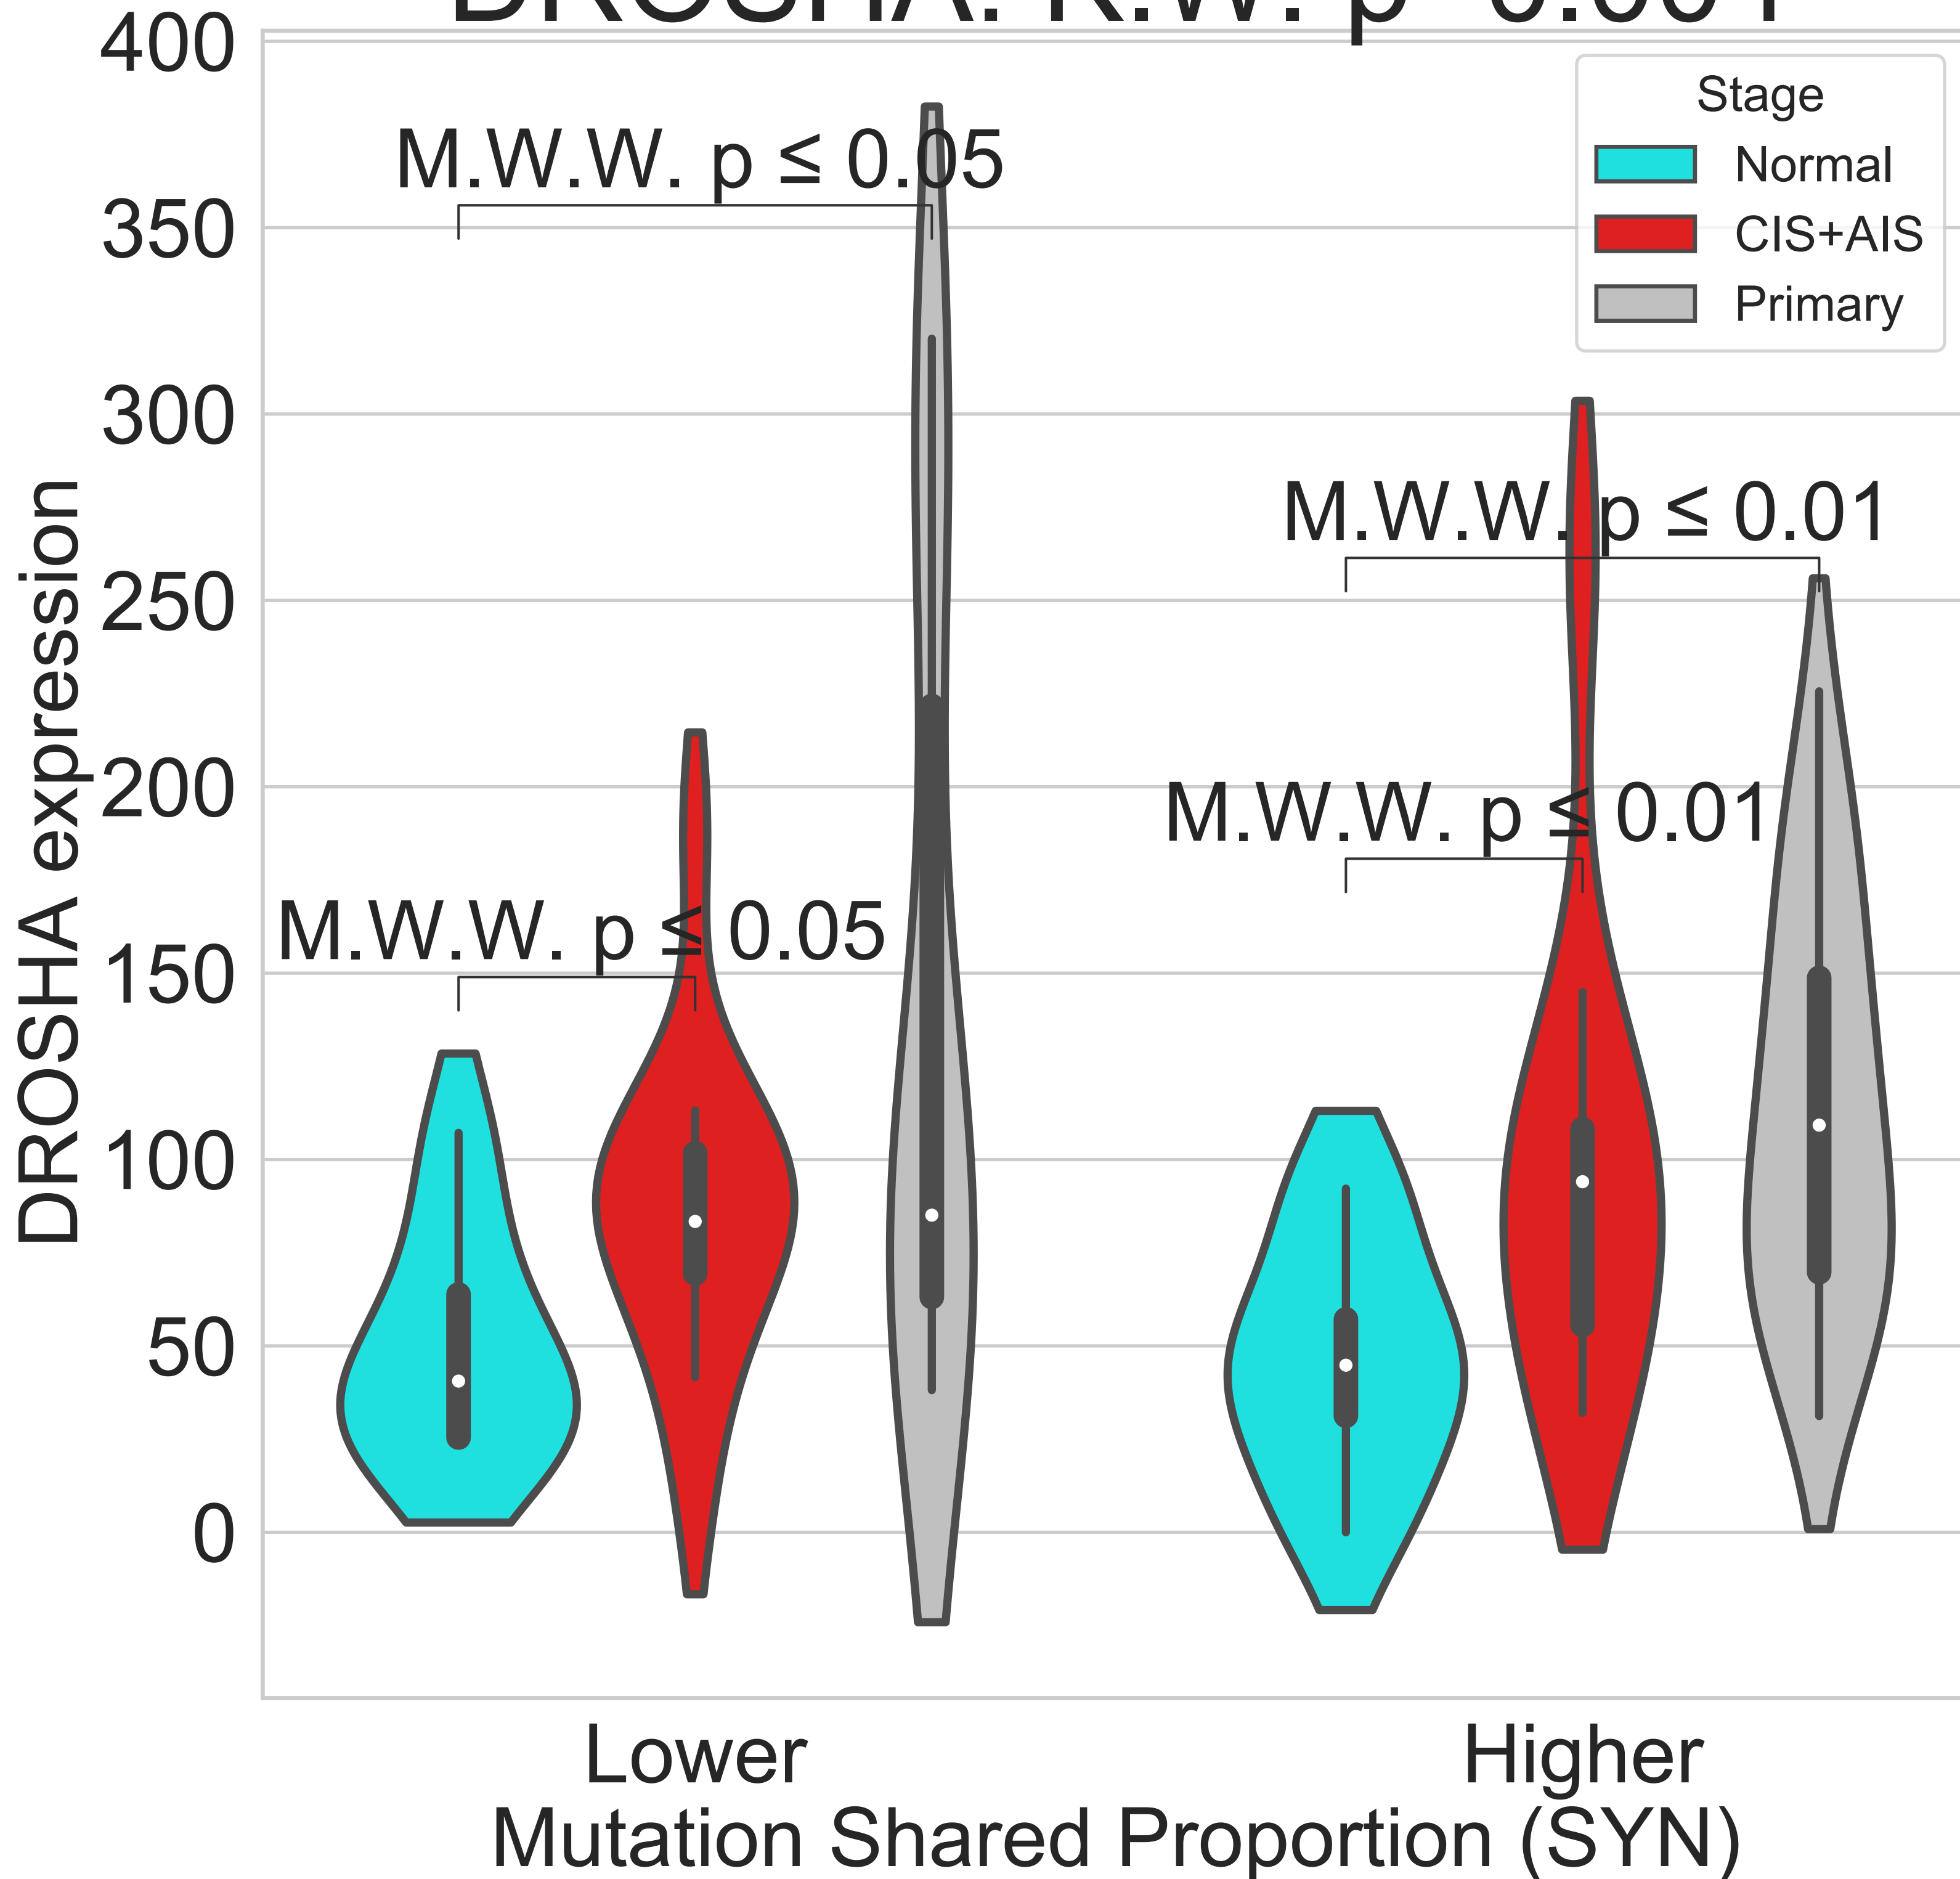 400
350
300
250
200
150
100
50
0
DROSHA expression
M.W.W. p ≤ 0.05
M.W.W. p ≤ 0.05
M.W.W. p ≤ 0.01
M.W.W. p ≤ 0.01
Stage
Normal
CIS+AIS
Primary
Lower
Higher
Mutation Shared Proportion (SYN)